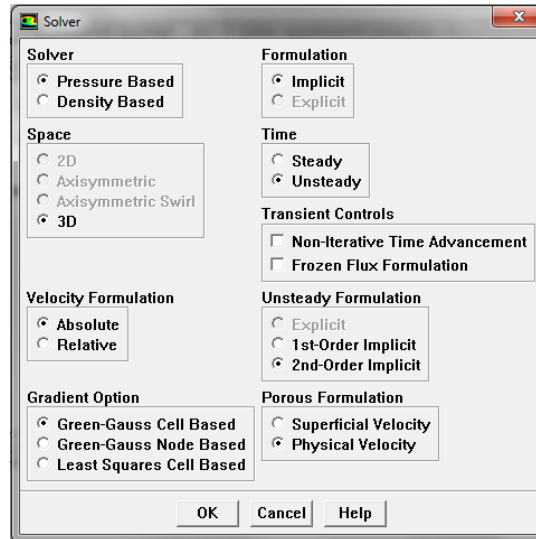 Solver
Solver
Pressure Based
Density Based
Formulation
Implicit
Explicit
Space
2D
Axisymmetric
Axisymmetric Swirl
3D
Time
Steady
Unsteady
Transient Controls
Non-Iterative Time Advancement
Frozen Flux Formulation
Velocity Formulation
Absolute
Relative
Unsteady Formulation
Explicit
1st-Order Implicit
2nd-Order Implicit
Gradient Option
Green-Gauss Cell Based
Green-Gauss Node Based
Least Squares Cell Based
Porous Formulation
Superficial Velocity
Physical Velocity
OK Cancel Help